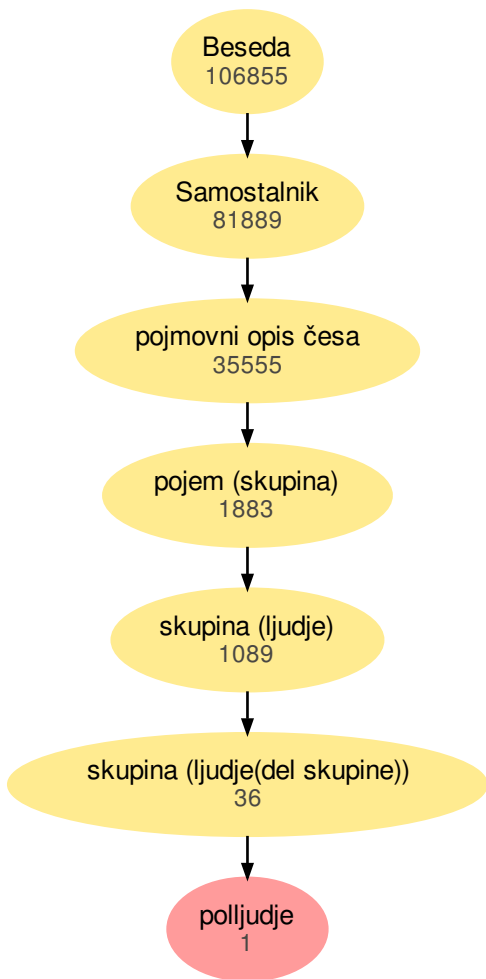 Beseda
106855
Samostalnik
81889
pojmovni opis česa
35555
pojem (skupina)
1883
skupina (ljudje)
1089
skupina (ljudje(del skupine))
36
polljudje
1